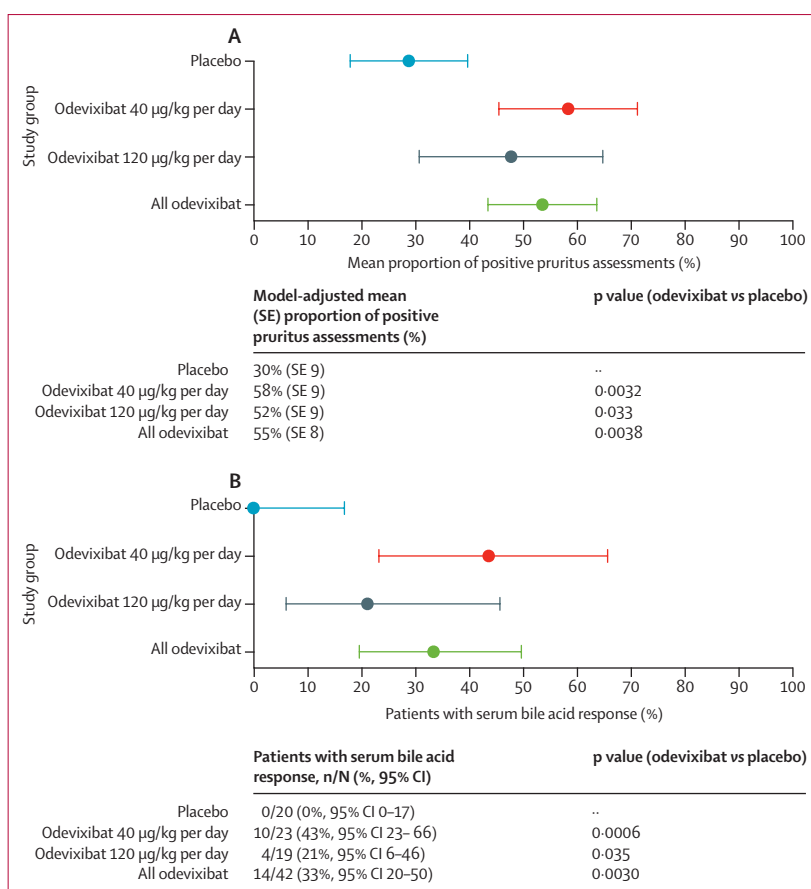 A
Placebo
Odevixibat 40 µg/kg per day
Odevixibat 120 µg/kg per day
All odevixibat
Study group
0 10 20 30 40 50 60 70 80 90 100
Mean proportion of positive pruritus assessments (%)
Model-adjusted mean p value (odevixibat vs placebo)
(SE) proportion of positive
pruritus assessments (%)
Placebo 30% (SE 9) ··
Odevixibat 40 µg/kg per day 58% (SE 9) 0·0032
Odevixibat 120 µg/kg per day 52% (SE 9) 0·033
All odevixibat 55% (SE 8) 0·0038
B
Placebo
Odevixibat 40 µg/kg per day
Odevixibat 120 µg/kg per day
All odevixibat
Study group
0 10 20 30 40 50 60 70 80 90 100
Patients with serum bile acid response (%)
Patients with serum bile acid p value (odevixibat vs placebo)
response, n/N (%, 95% CI)
Placebo 0/20 (0%, 95% CI 0–17) ··
Odevixibat 40 µg/kg per day 10/23 (43%, 95% CI 23– 66) 0·0006
Odevixibat 120 µg/kg per day 4/19 (21%, 95% CI 6–46) 0·035
All odevixibat 14/42 (33%, 95% CI 20–50) 0·0030